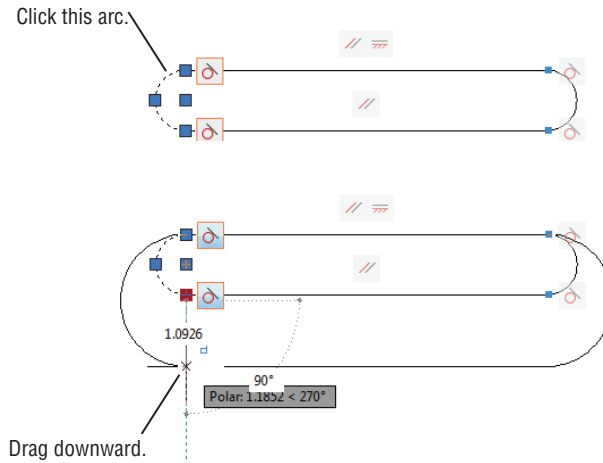 Click this arc.
1.0926
90°
Polar: 1.1852 < 270°
Drag downward.